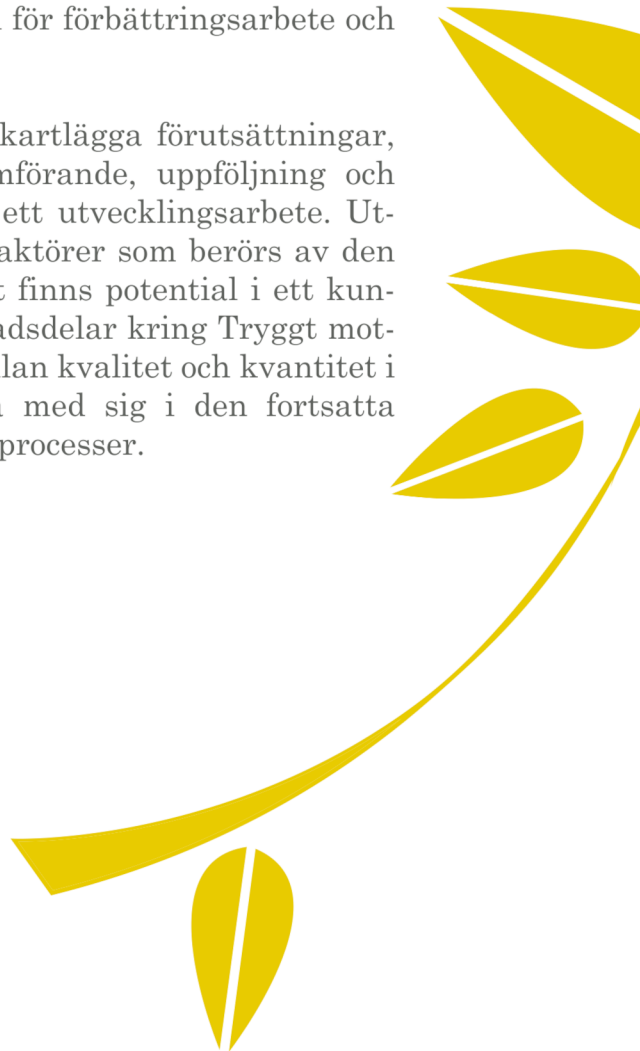 för förbättringsarbete och
kartlägga förutsättningar,
nförande, uppföljning och
ett utvecklingsarbete. Ut-
aktörer som berörs av den
t finns potential i ett kun-
adsdelar kring Tryggt mot-
llan kvalitet och kvantitet i
med sig i den fortsatta
processer.